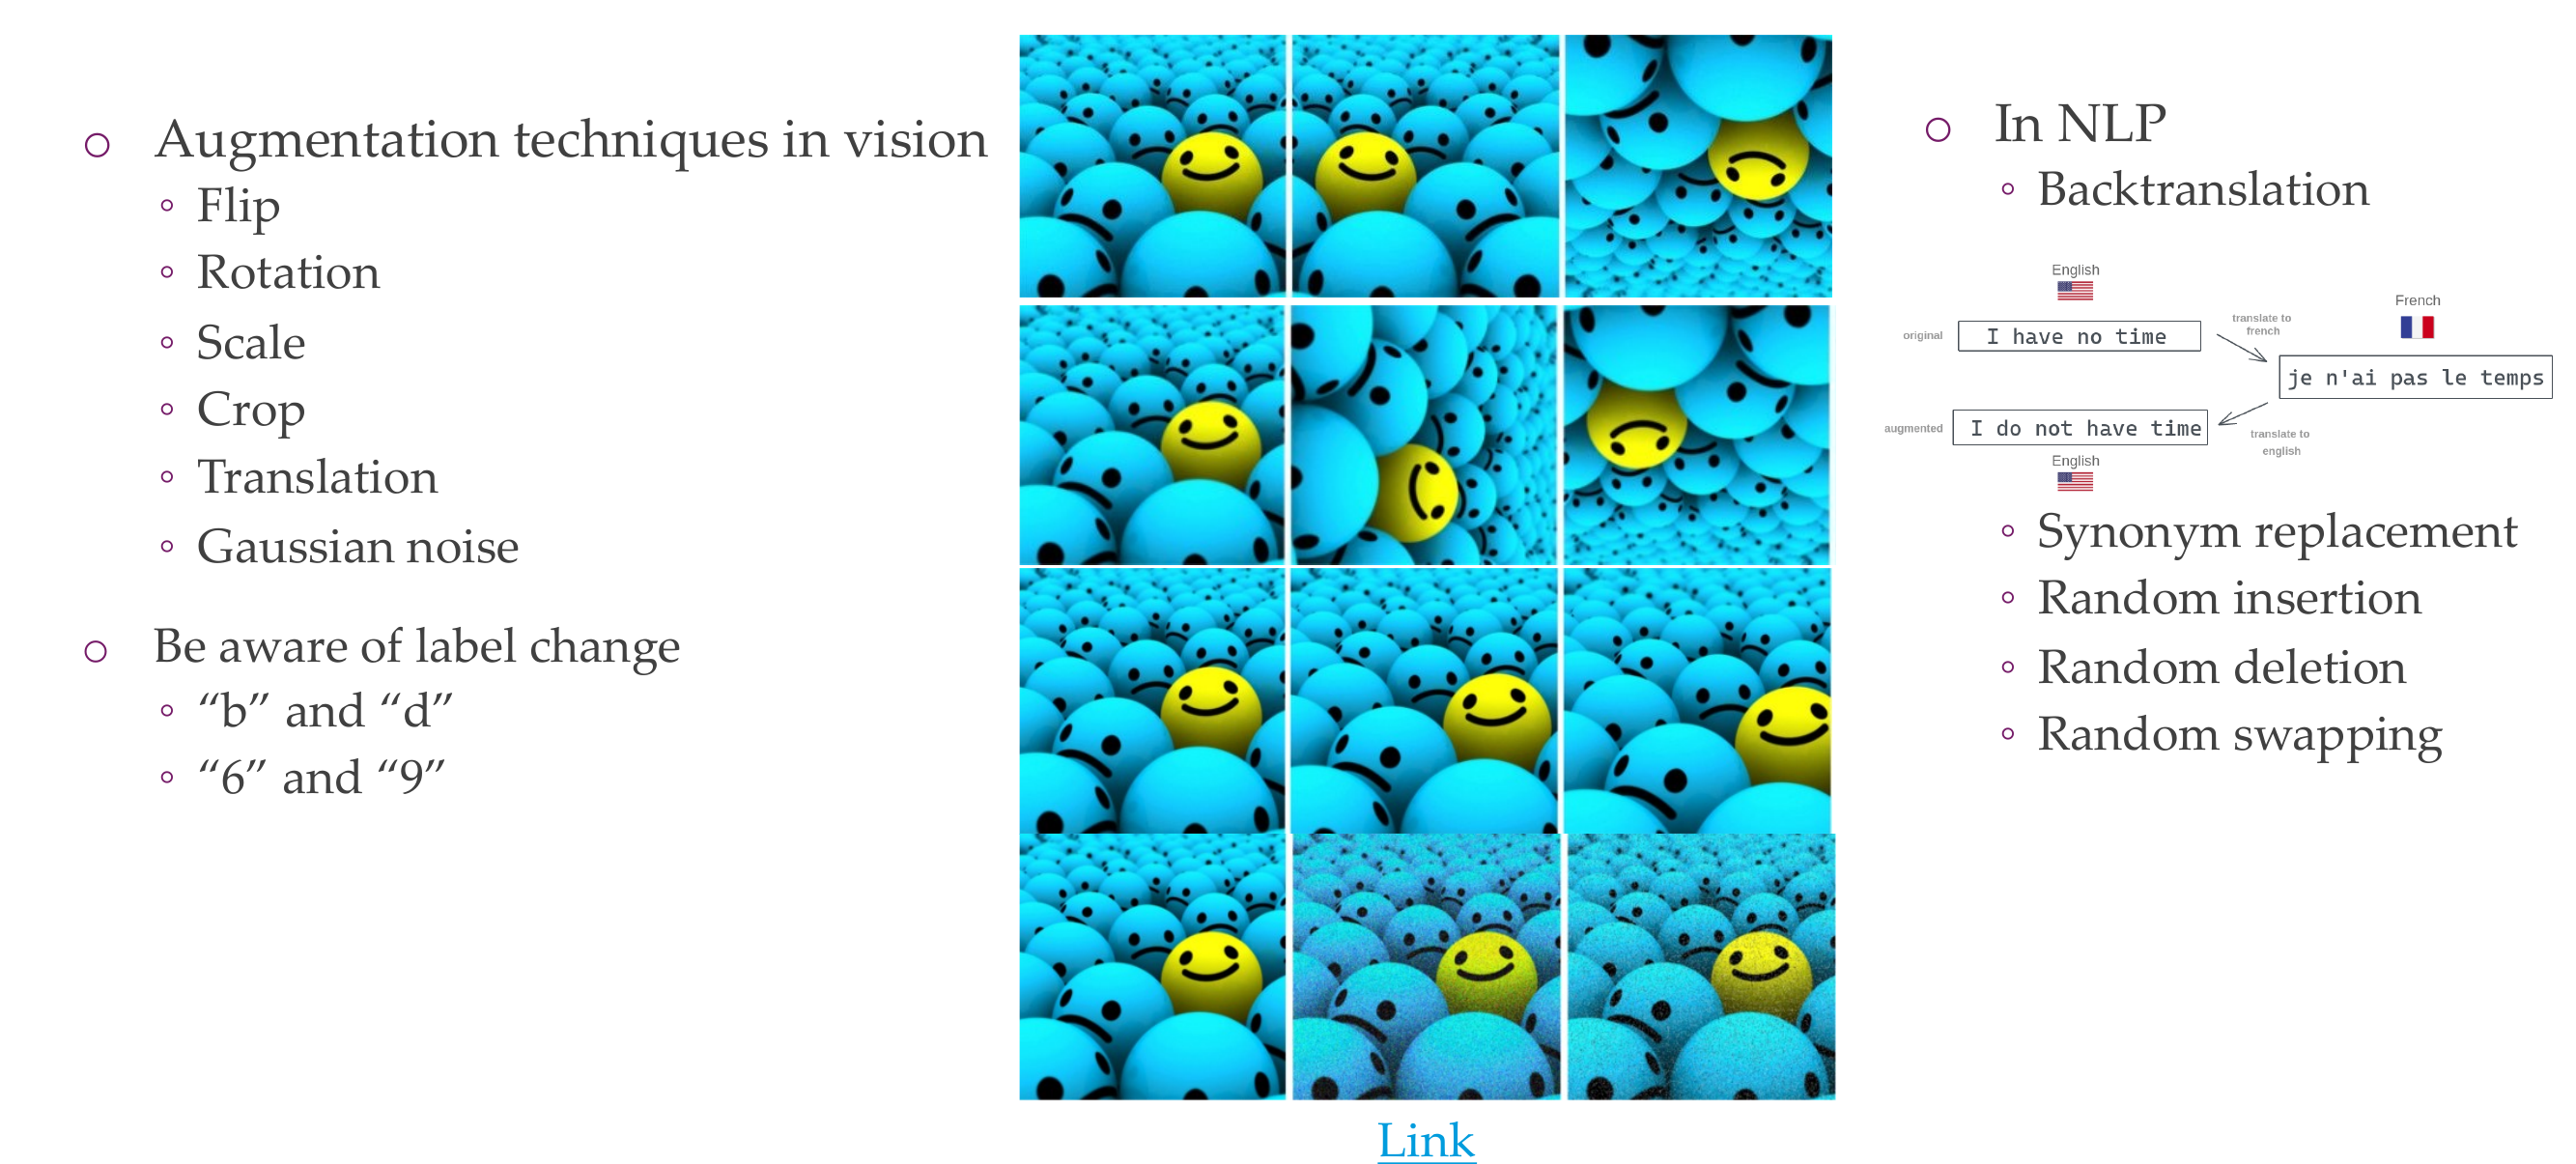 Augmentation techniques in vision
Flip
Rotation
Scale
Crop
Translation
Gaussian noise
Be aware of label change
“b” and “d”
“6” and “9”
Link
In NLP
Backtranslation
English
French
original
I have no time
translate to
french
je n'ai pas le temps
augmented
I do not have time
translate to
english
English
Synonym replacement
Random insertion
Random deletion
Random swapping